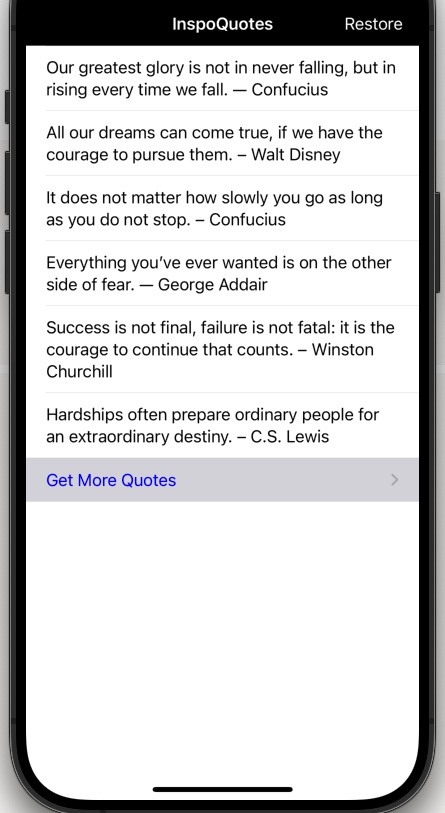 InspoQuotes
Restore
Our greatest glory is not in never falling, but in
rising every time we fall. — Confucius
All our dreams can come true, if we have the
courage to pursue them. – Walt Disney
It does not matter how slowly you go as long
as you do not stop. – Confucius
Everything you’ve ever wanted is on the other
side of fear. — George Addair
Success is not final, failure is not fatal: it is the
courage to continue that counts. – Winston
Churchill
Hardships often prepare ordinary people for
an extraordinary destiny. – C.S. Lewis
Get More Quotes